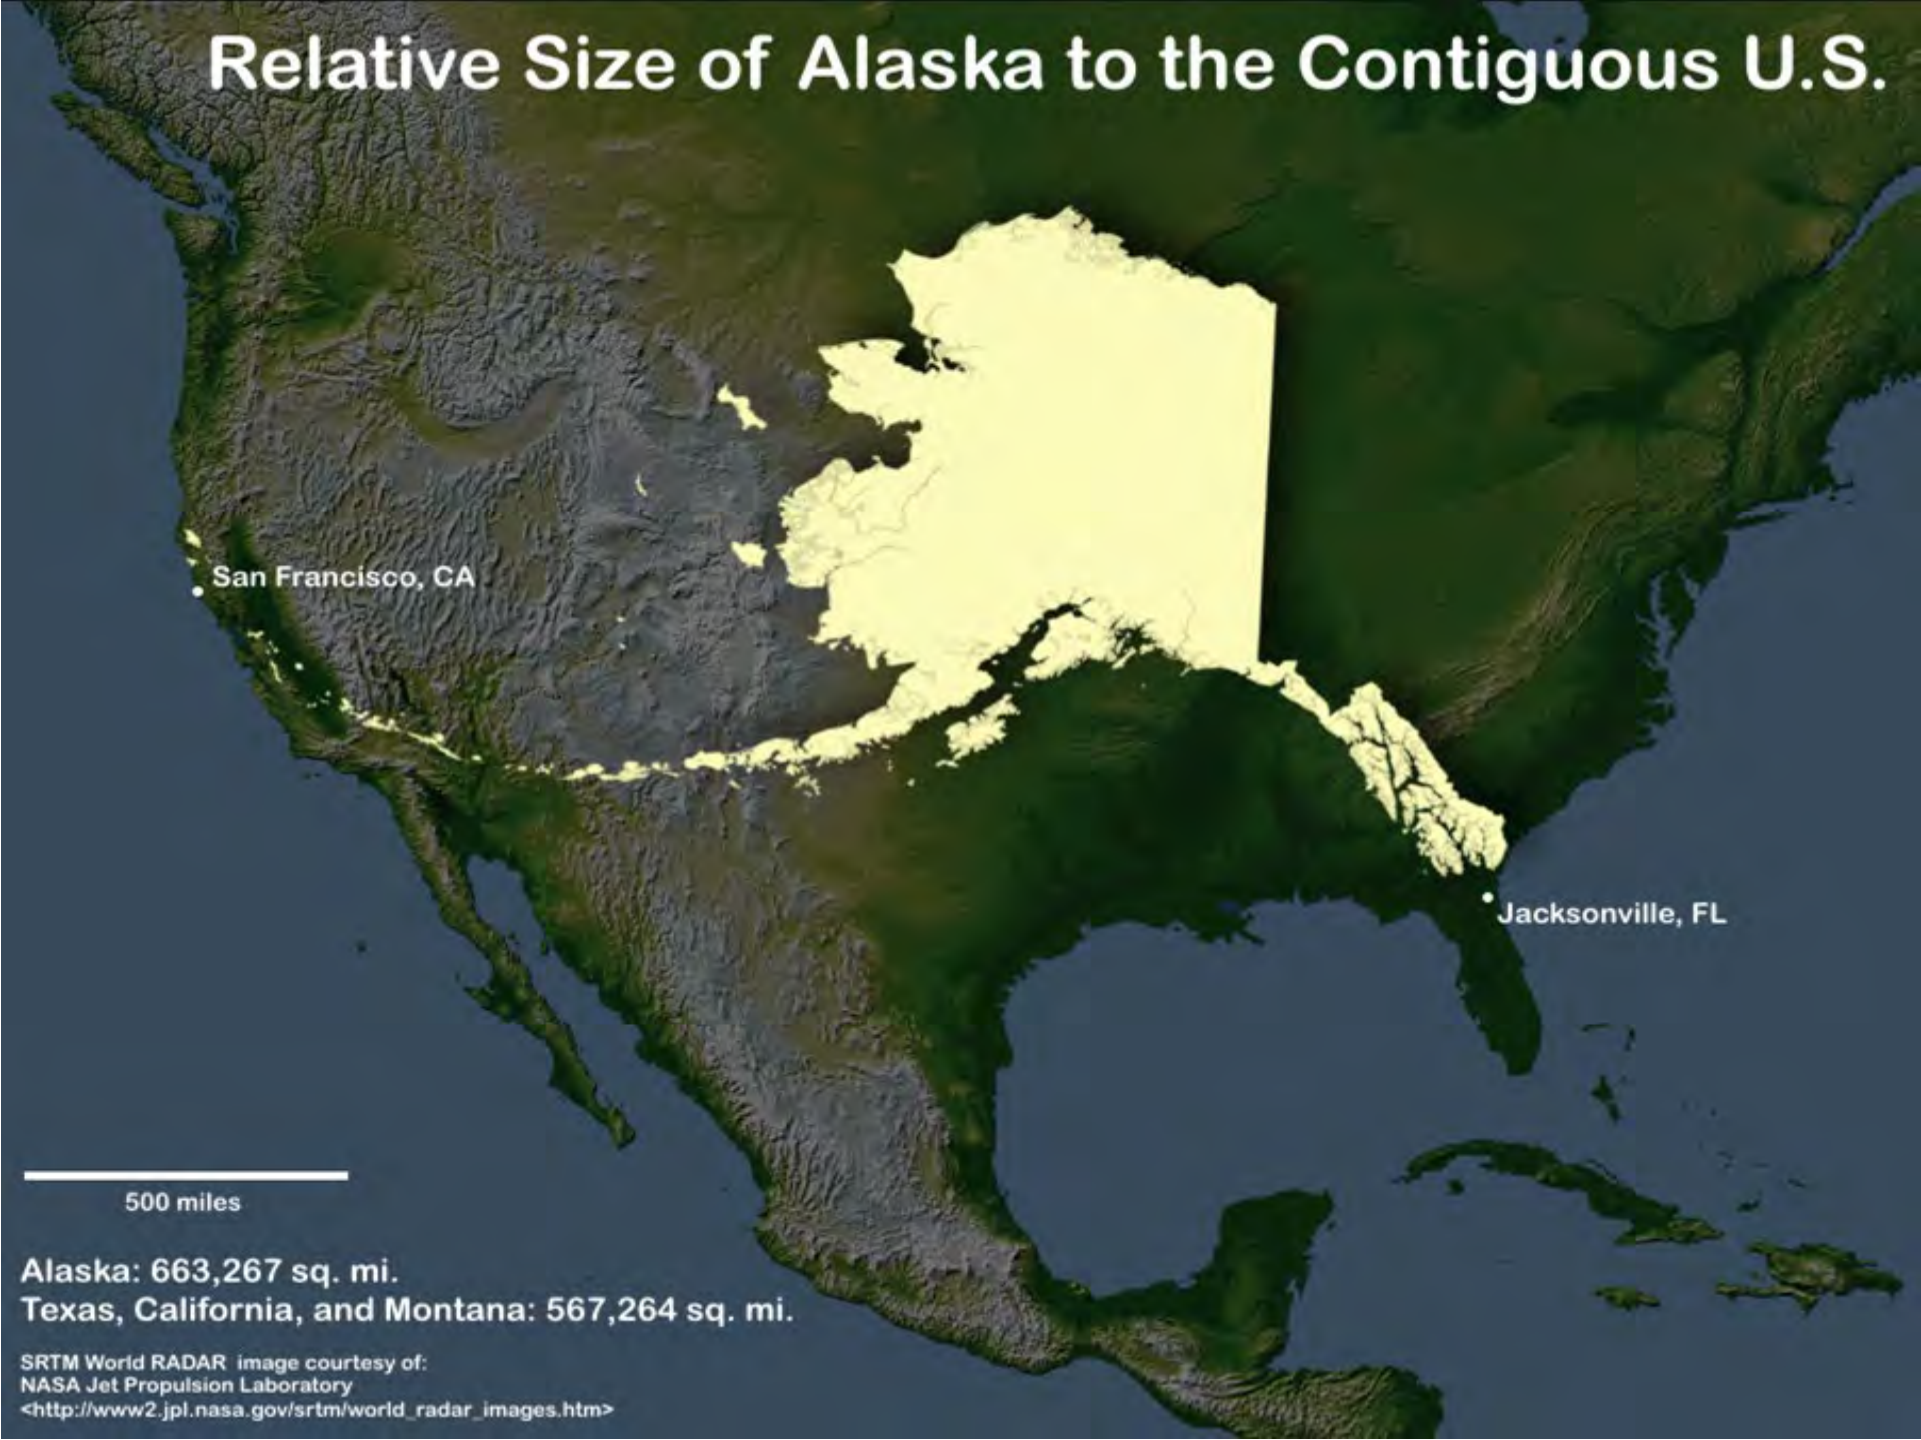 Relative Size of Alaska to the Contiguous U.S.
San Francisco, CA
Jacksonville, FL
500 miles
Alaska: 663,267 sq. mi.
Texas, California, and Montana: 567,264 sq. mi.
SRTM World RADAR image courtesy of:
NASA Jet Propulsion Laboratory
<http://www2.jpl.nasa.gov/srtm/world_radar_images.htm>